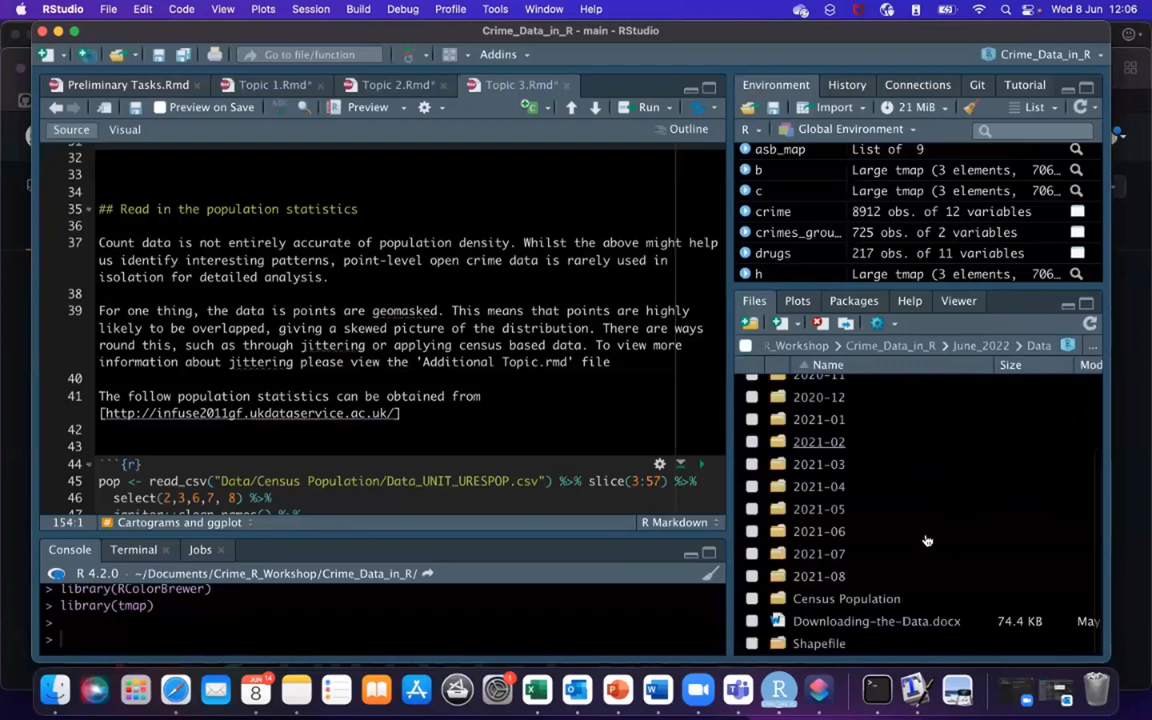 RStudio File Edit Code View Plots Session Build Debug Profile Tools Window Help Wed 8 Jun 12:06
Crime_Data_in_R - main - RStudio
Go to file/function Addins Crime_Data_in_R
Preliminary Tasks.Rmd Topic 1.Rmd* Topic 2.Rmd* Topic 3.Rmd*
Preview on Save Preview Run
Source Visual Outline
32
33
34
35 ## Read in the population statistics
36
37 Count data is not entirely accurate of population density. Whilst the above might help
us identify interesting patterns, point-level open crime data is rarely used in
isolation for detailed analysis.
38
39 For one thing, the data is points are geomasked. This means that points are highly
likely to be overlapped, giving a skewed picture of the distribution. There are ways
round this, such as through jittering or applying census based data. To view more
information about jittering please view the 'Additional Topic.rmd' file
40
41 The follow population statistics can be obtained from
[http://infuse2011gf.ukdataservice.ac.uk/]
42
43
44 ```{r}
45 pop <- read_csv("Data/Census Population/Data_UNIT_URESPOP.csv") %>% slice(3:57) %>%
46 select(2,3,6,7, 8) %>%
154:1 Cartograms and ggplot R Markdown
Console Terminal Jobs
R 4.2.0 · ~/Documents/Crime_R_Workshop/Crime_Data_in_R/
> library(RColorBrewer)
> library(tmap)
>
>
Environment History Connections Git Tutorial
Import 21 MiB List
R Global Environment
asb_map List of 9
b Large tmap (3 elements, 706…
c Large tmap (3 elements, 706…
crime 8912 obs. of 12 variables
crimes_grou… 725 obs. of 2 variables
drugs 217 obs. of 11 variables
h Large tmap (3 elements, 706…
Files Plots Packages Help Viewer
R_Workshop > Crime_Data_in_R > June_2022 > Data ...
Name Size Mod
2020-11
2020-12
2021-01
2021-02
2021-03
2021-04
2021-05
2021-06
2021-07
2021-08
Census Population
Downloading-the-Data.docx 74.4 KB May
Shapefile